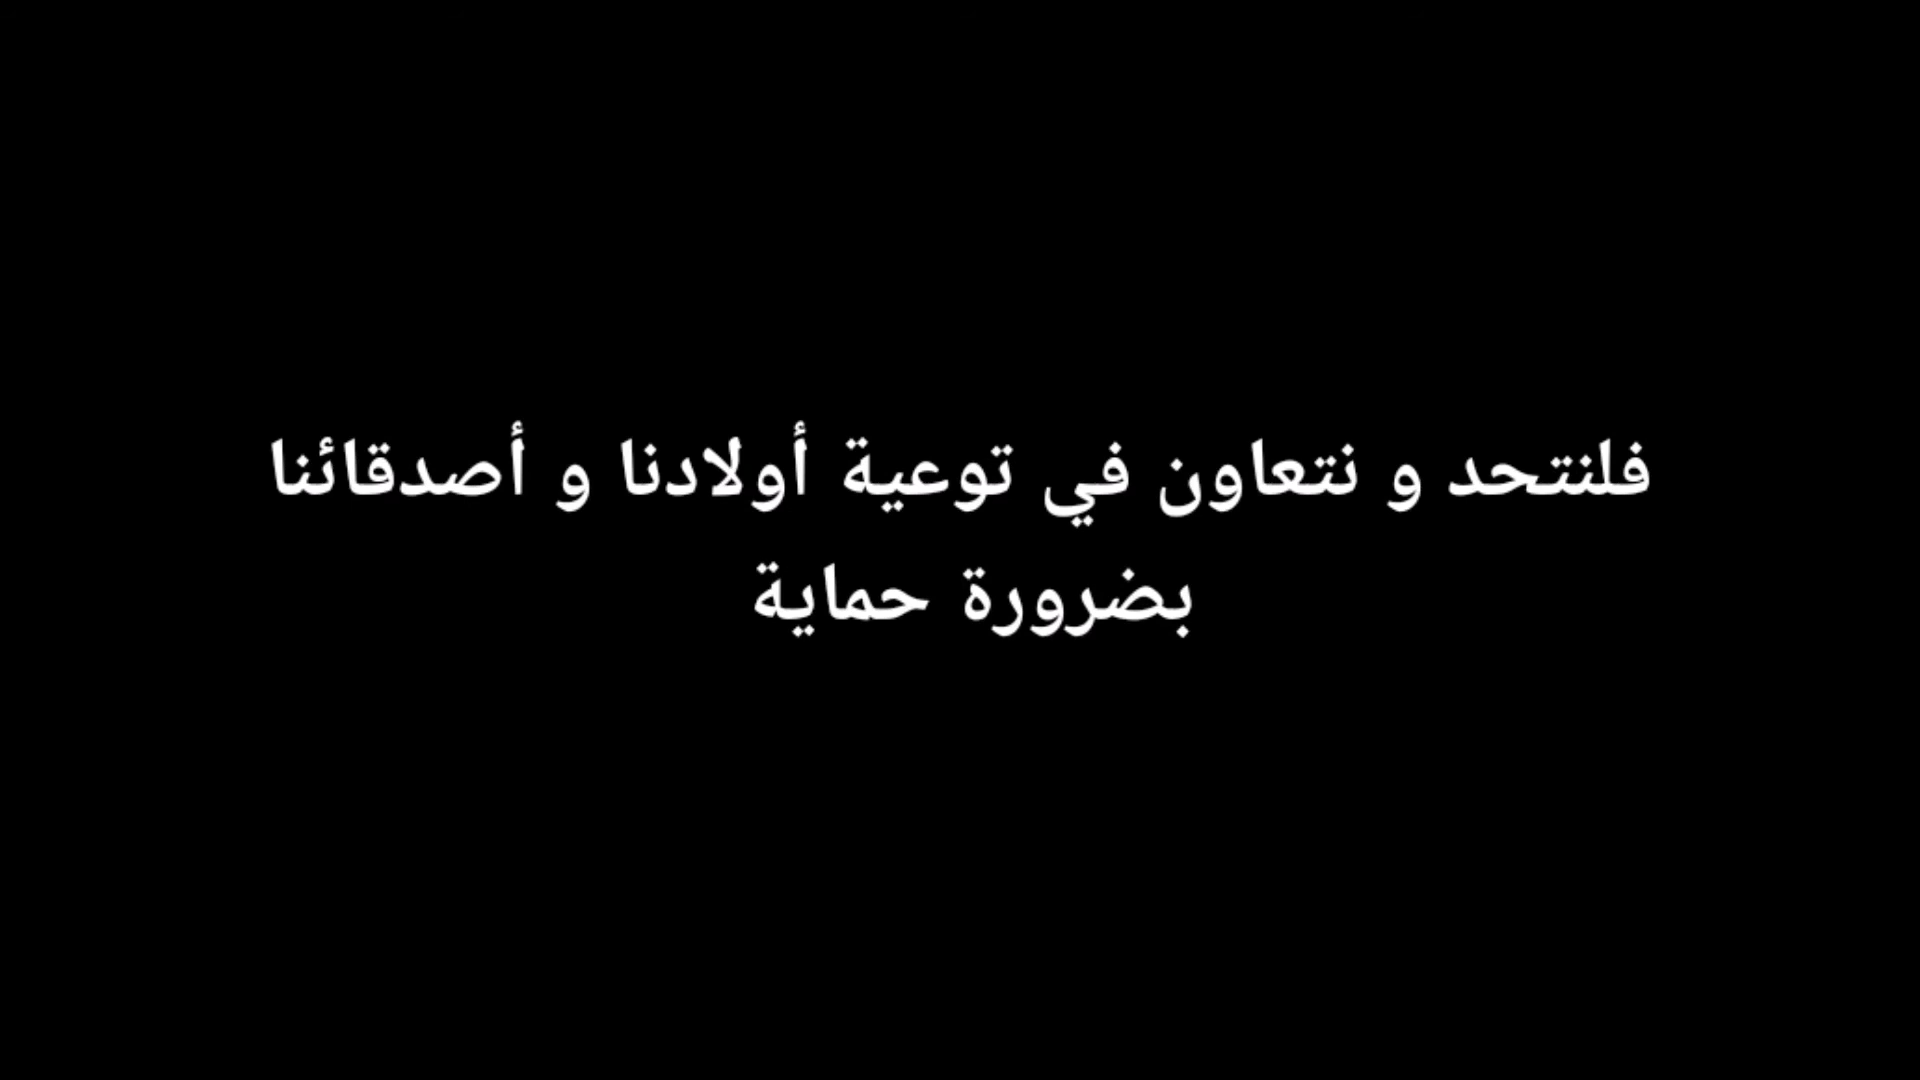 فلنتحد و نتعاون في توعية أولادنا و أصدقائنا
بضرورة حماية